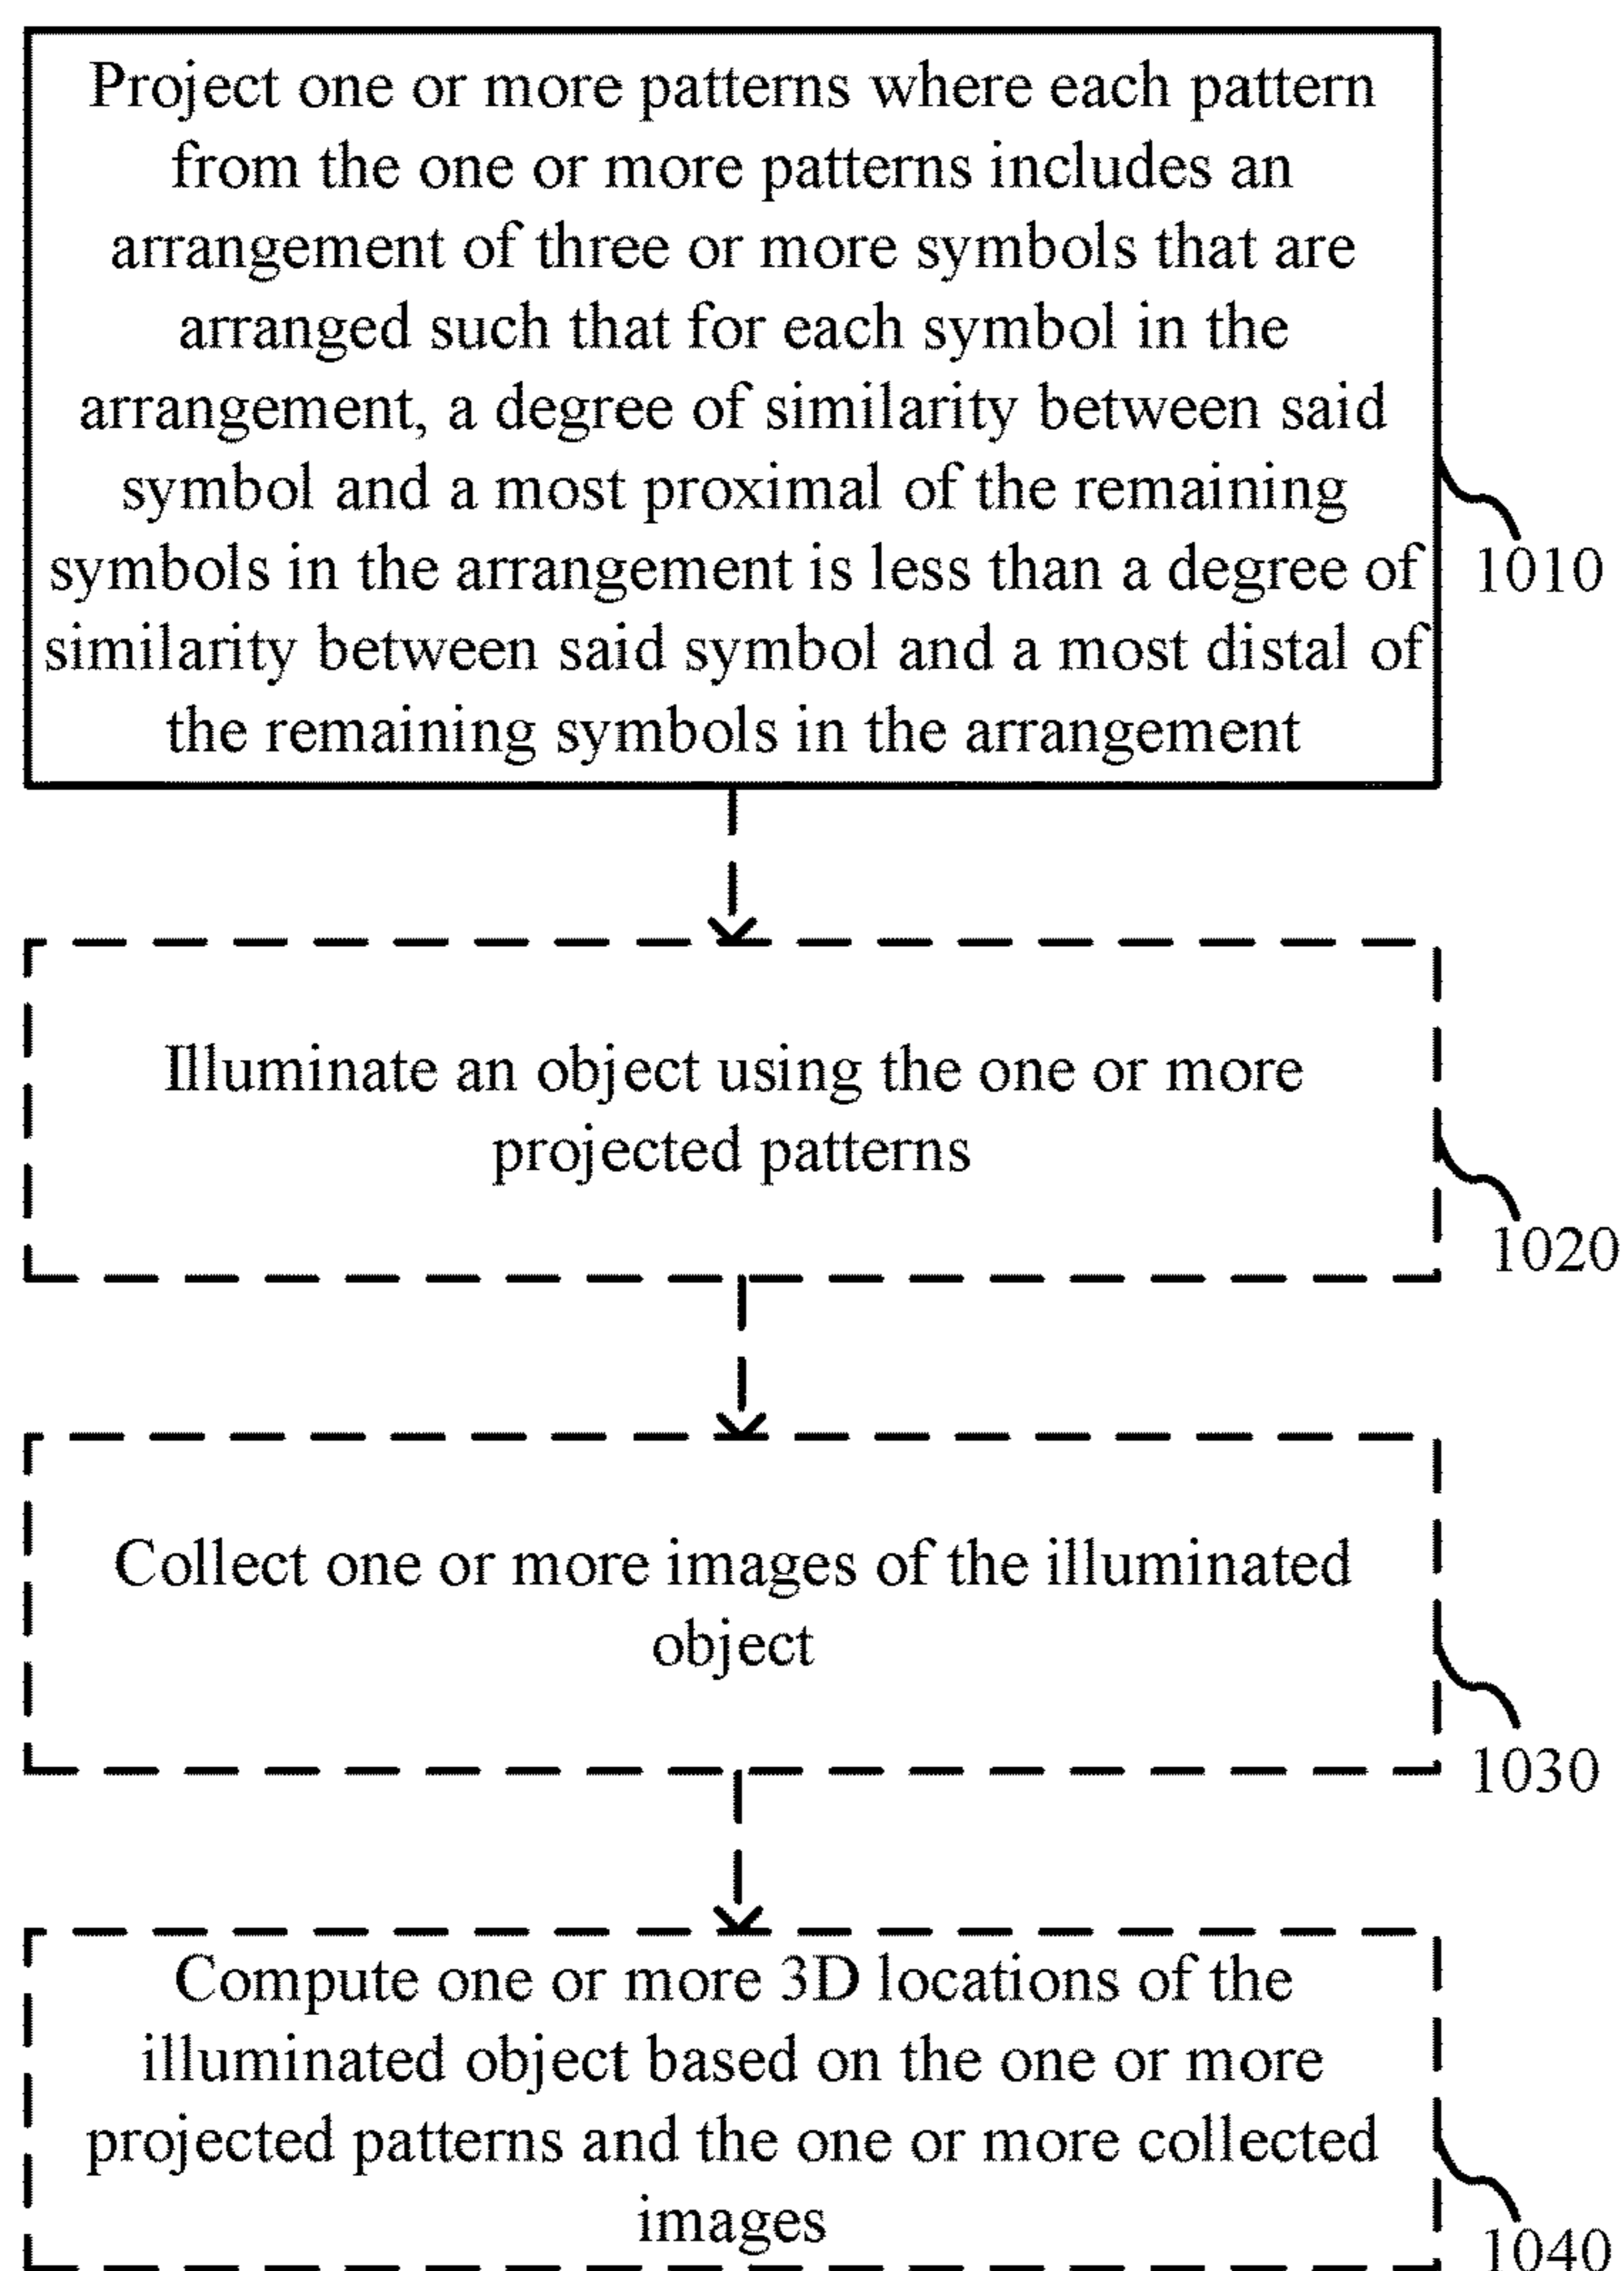 Project one or more patterns where each pattern
from the one or more patterns includes an
arrangement of three or more symbols that are
arranged such that for each symbol in the
arrangement, a degree of similarity between said
symbol and a most proximal of the remaining
symbols in the arrangement is less than a degree of
similarity between said symbol and a most distal of
the remaining symbols in the arrangement
1010
Illuminate an object using the one or more
projected patterns
1020
Collect one or more images of the illuminated
object
1030
Compute one or more 3D locations of the
illuminated object based on the one or more
projected patterns and the one or more collected
images
1040